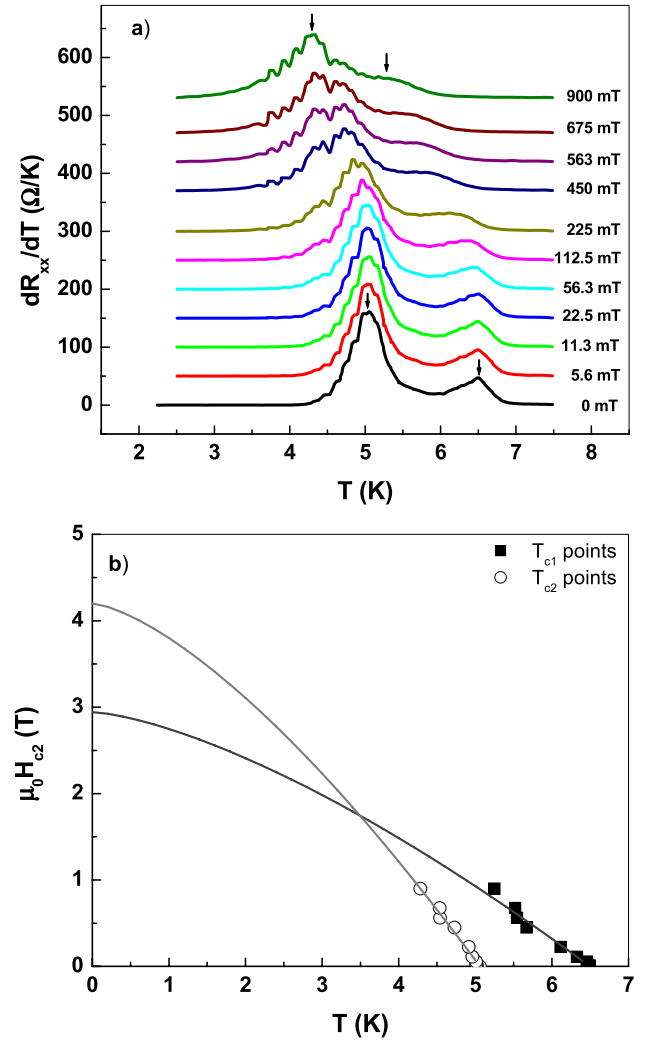 a)
600
500
400
300
200
100
0
dR_xx/dT (Ω/K)
900 mT
675 mT
563 mT
450 mT
225 mT
112.5 mT
56.3 mT
22.5 mT
11.3 mT
5.6 mT
0 mT
2 3 4 5 6 7 8
T (K)
b)
T_c1 points
T_c2 points
5
4
3
2
1
0
μ_0H_c2 (T)
0 1 2 3 4 5 6 7
T (K)